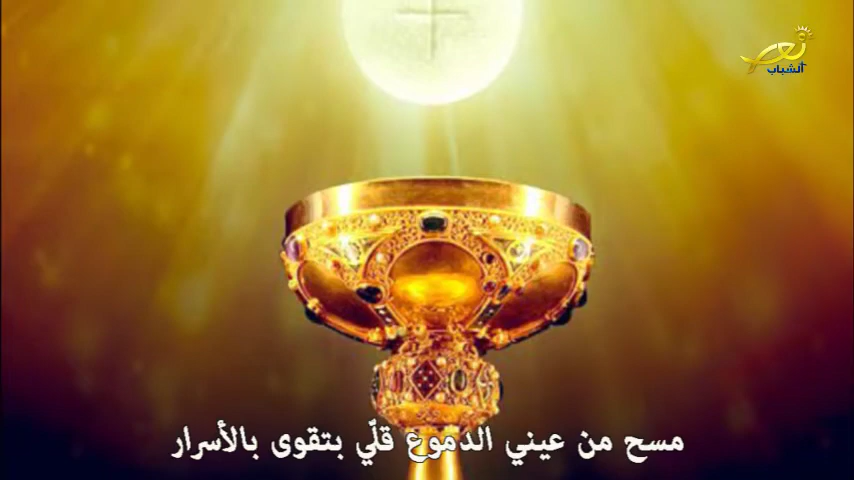 نور
الشباب
مسح من عيني الدموع قلّي بتقوى بالأسرار